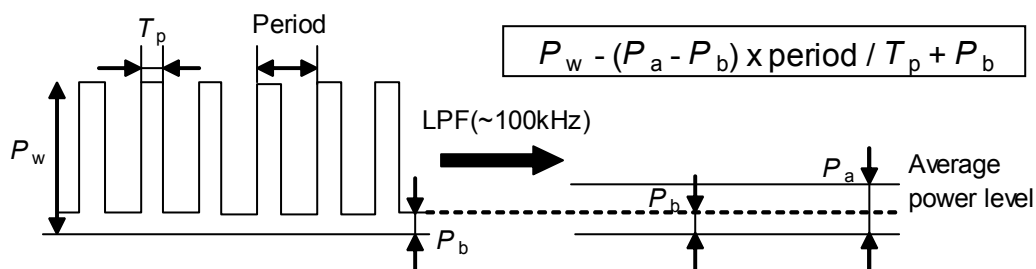 Tp
Period
Pw - (Pa - Pb) x period / Tp + Pb
LPF(~100kHz)
Pw
Pa
Average
power level
Pb
Pb